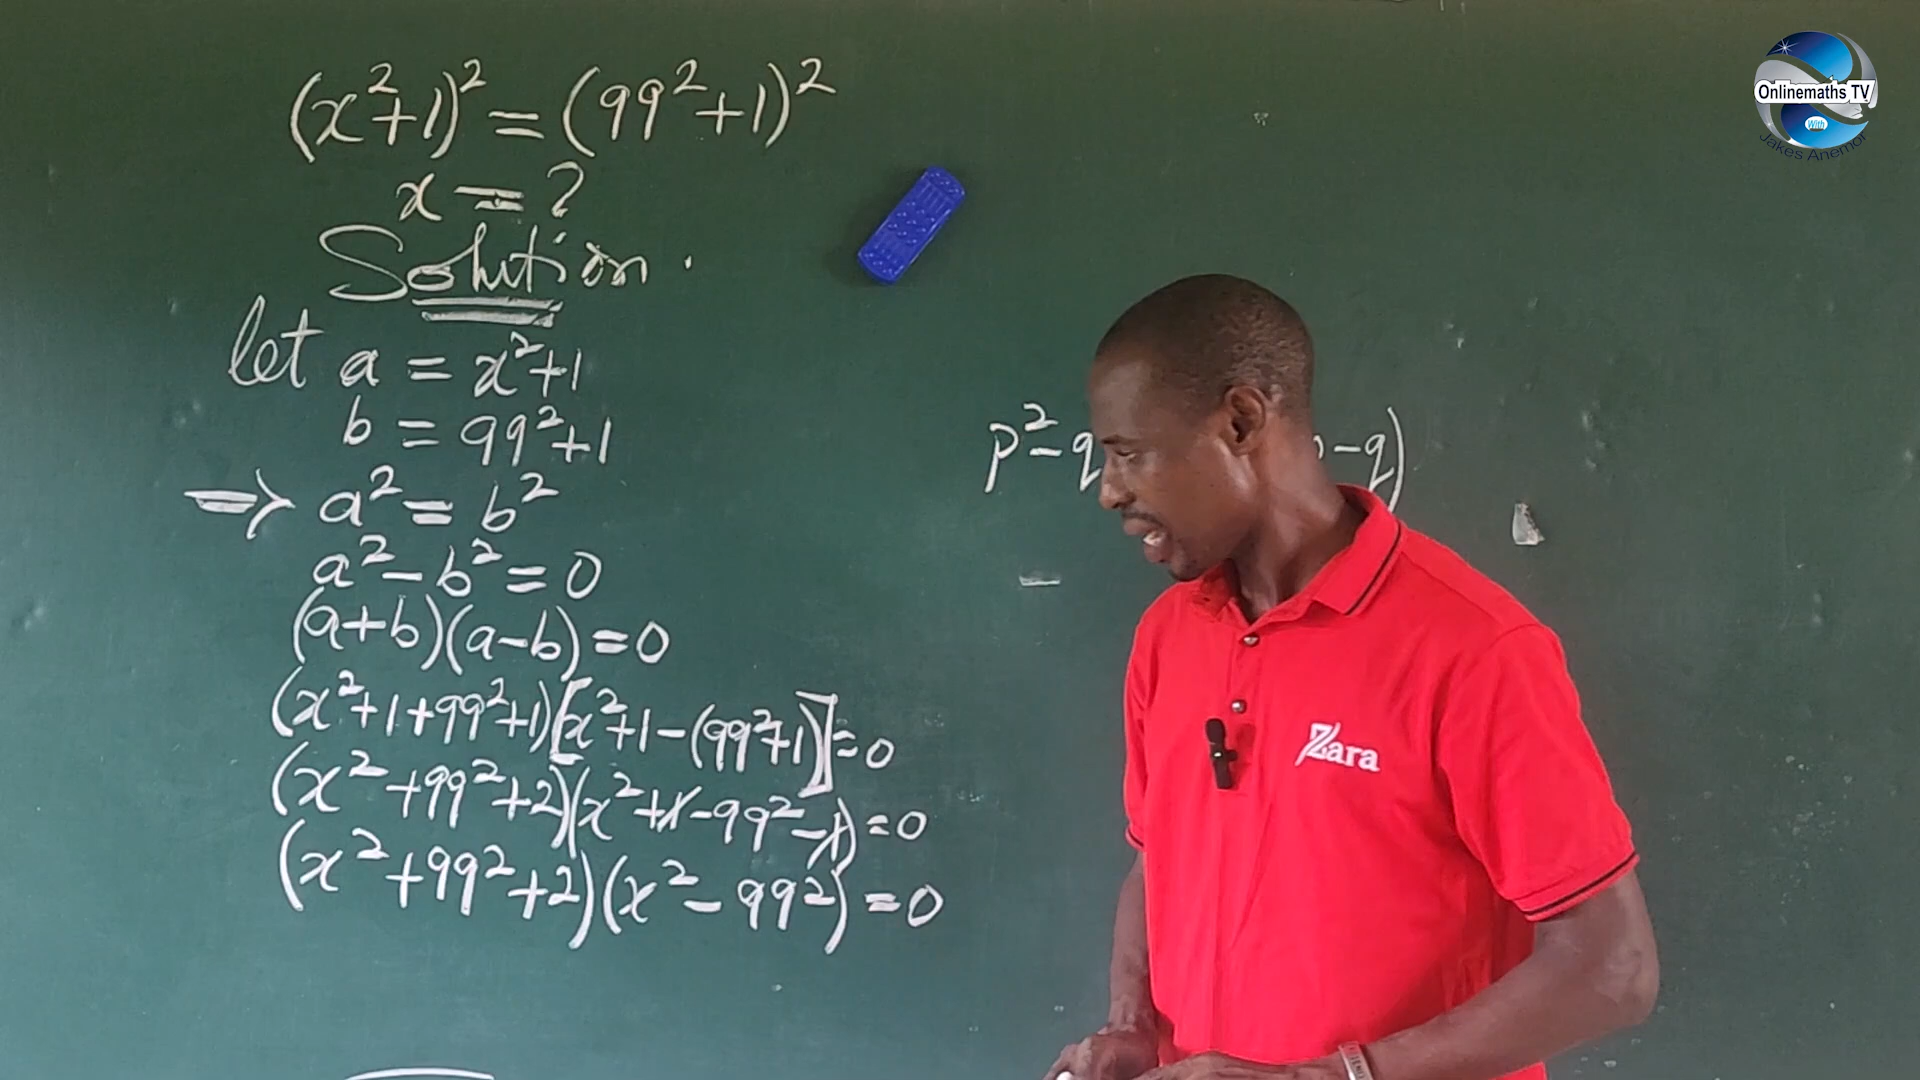 (x²+1)² = (99²+1)²
x = ?
Solution.
let a = x²+1
b = 99²+1
⇒ a² = b²
a² - b² = 0
(a+b)(a-b) = 0
(x²+1+99²+1)[x²+1-(99²+1)] = 0
(x²+99²+2)(x²+1-99²-1) = 0
(x²+99²+2)(x²-99²) = 0
p²-q
-q)
Zara
Onlinemaths TV
With
Jakes Anemor